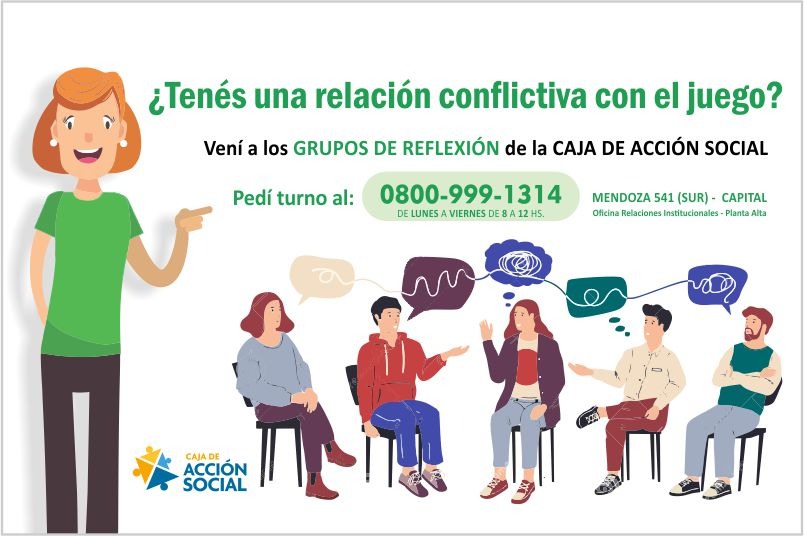 ¿Tenés una relación conflictiva con el juego?
Vení a los GRUPOS DE REFLEXIÓN de la CAJA DE ACCIÓN SOCIAL
Pedí turno al:
0800-999-1314
DE LUNES A VIERNES DE 8 A 12 HS.
MENDOZA 541 (SUR) - CAPITAL
Oficina Relaciones Institucionales - Planta Alta
CAJA DE
ACCIÓN
SOCIAL